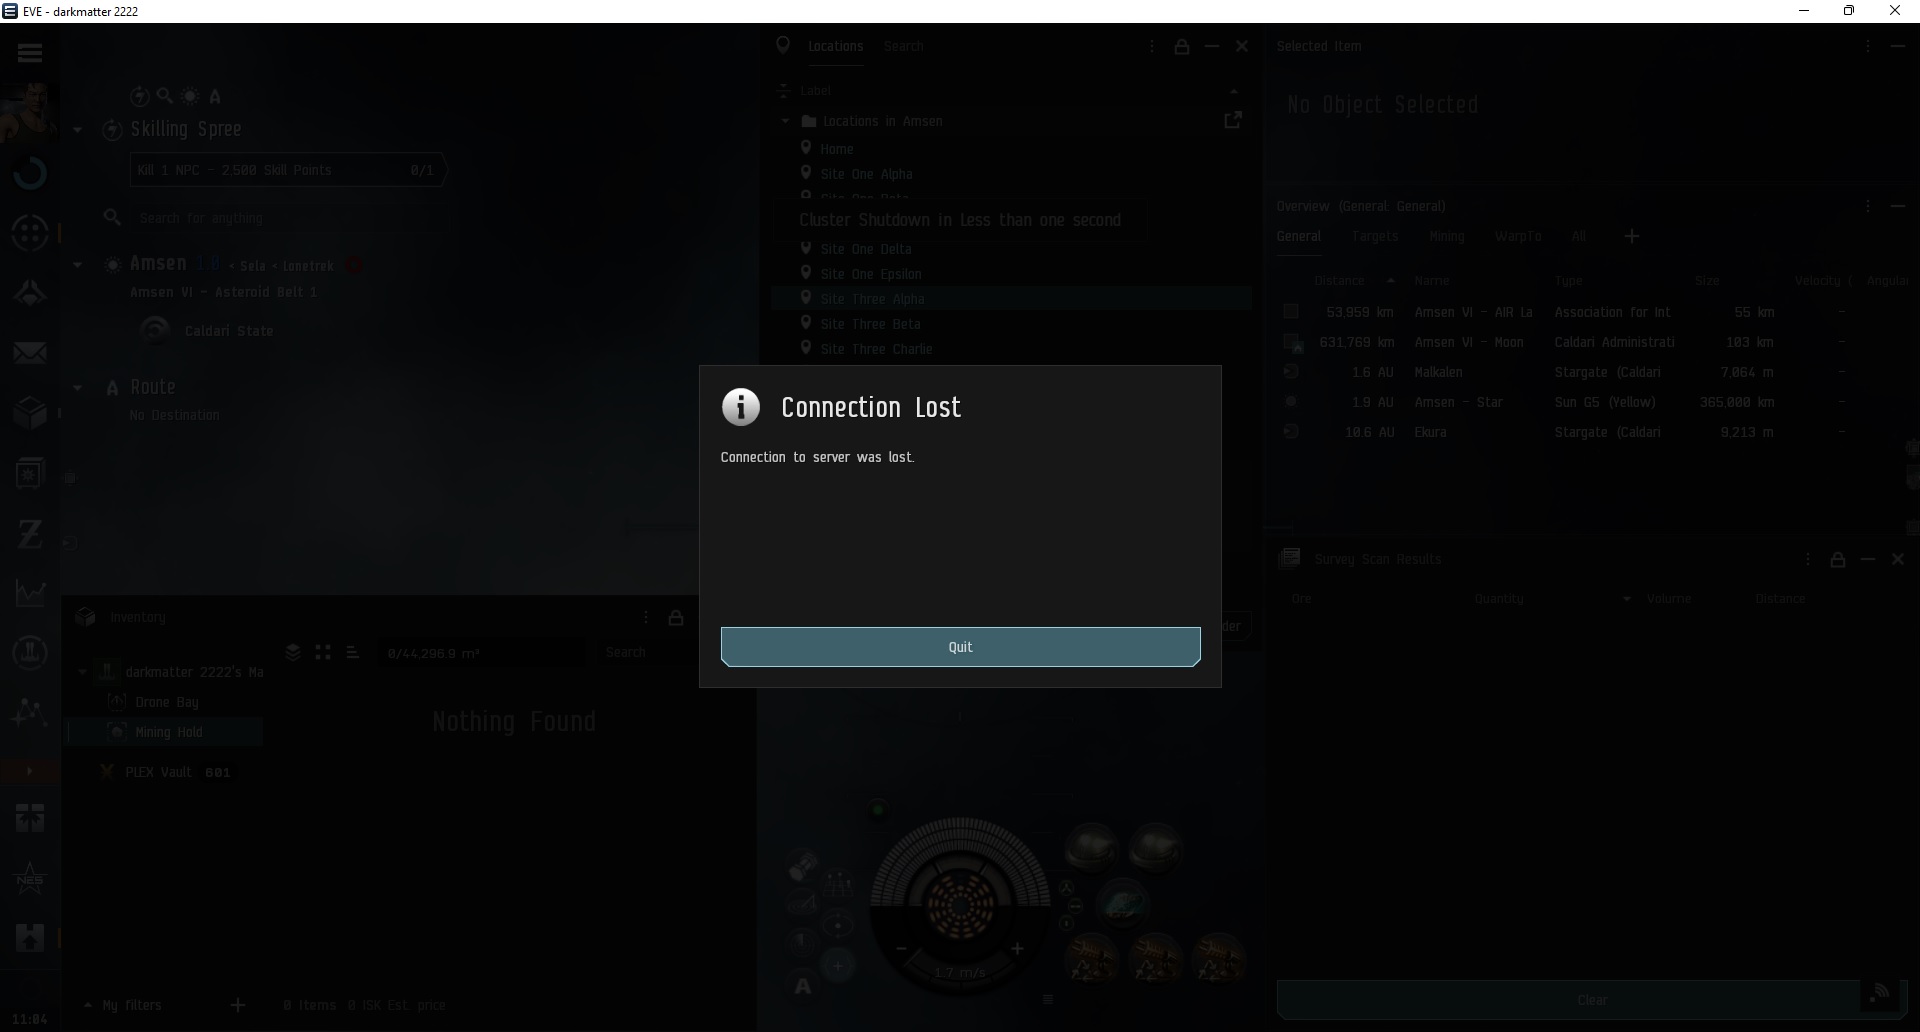 EVE - darkmatter 2222
Locations
Search
Selected Item
Label
No Object Selected
Skilling Spree
Locations in Amsen
Home
Kill 1 NPC - 2,500 Skill Points 0/1
Site One Alpha
Search for anything
Cluster Shutdown in Less than one second
Overview (General: General)
General Targets Mining WarpTo All
Site One Delta
Amsen 1.0 < Sela < Lonetrek
Site One Epsilon
Distance Name Type Size Velocity ( Angular
Amsen VI - Asteroid Belt 1
Site Three Alpha
53,959 km Amsen VI - AIR La Association for Int 55 km -
Caldari State
Site Three Beta
631,769 km Amsen VI - Moon Caldari Administrati 103 km -
Site Three Charlie
1.6 AU Malkalen Stargate (Caldari 7,064 m -
Route
1.9 AU Amsen - Star Sun G5 (Yellow) 365,000 km -
No Destination
10.6 AU Ekura Stargate (Caldari 9,213 m -
Connection Lost
Connection to server was lost.
Quit
Survey Scan Results
Ore Quantity Volume Distance
Inventory
der
0/44,296.9 m³
Search
darkmatter 2222's Ma
Drone Bay
Mining Hold
Nothing Found
PLEX Vault 601
NES
1.7 m/s
A
My filters
0 Items 0 ISK Est. price
Clear
11:04